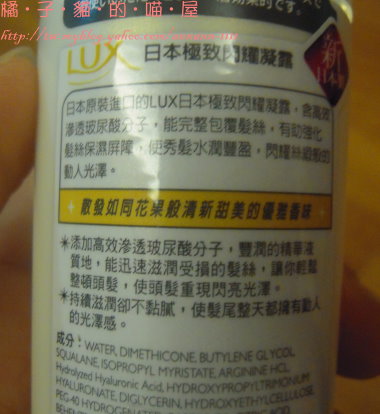 橘・子・貓・的・喵・屋
LUX 日本極致閃耀凝露
新
日本原裝進口的LUX日本極致閃耀凝露，含高效
滲透玻尿酸分子，能完整包覆髮絲，有助強化
髮絲保濕屏障，使秀髮水潤豐盈，閃耀絲緞般的
動人光澤。
散發如同花果般清新甜美的優雅香味
*添加高效滲透玻尿酸分子，豐潤的精華液
質地，能迅速滋潤受損的髮絲，讓你輕鬆
整頓頭髮，使頭髮重現閃亮光澤。
*持續滋潤卻不黏膩，使髮尾整天都擁有動人
的光澤感。
成分：WATER, DIMETHICONE, BUTYLENE GLYCOL,
SQUALANE, ISOPROPYL MYRISTATE, ARGININE HCL,
Hydrolyzed Hyaluronic Acid, HYDROXYPROPYLTRIMONIUM
HYALURONATE, DIGLYCERIN, HYDROXYETHYLCELLULOSE,
PEG-40 HYDROGENATED